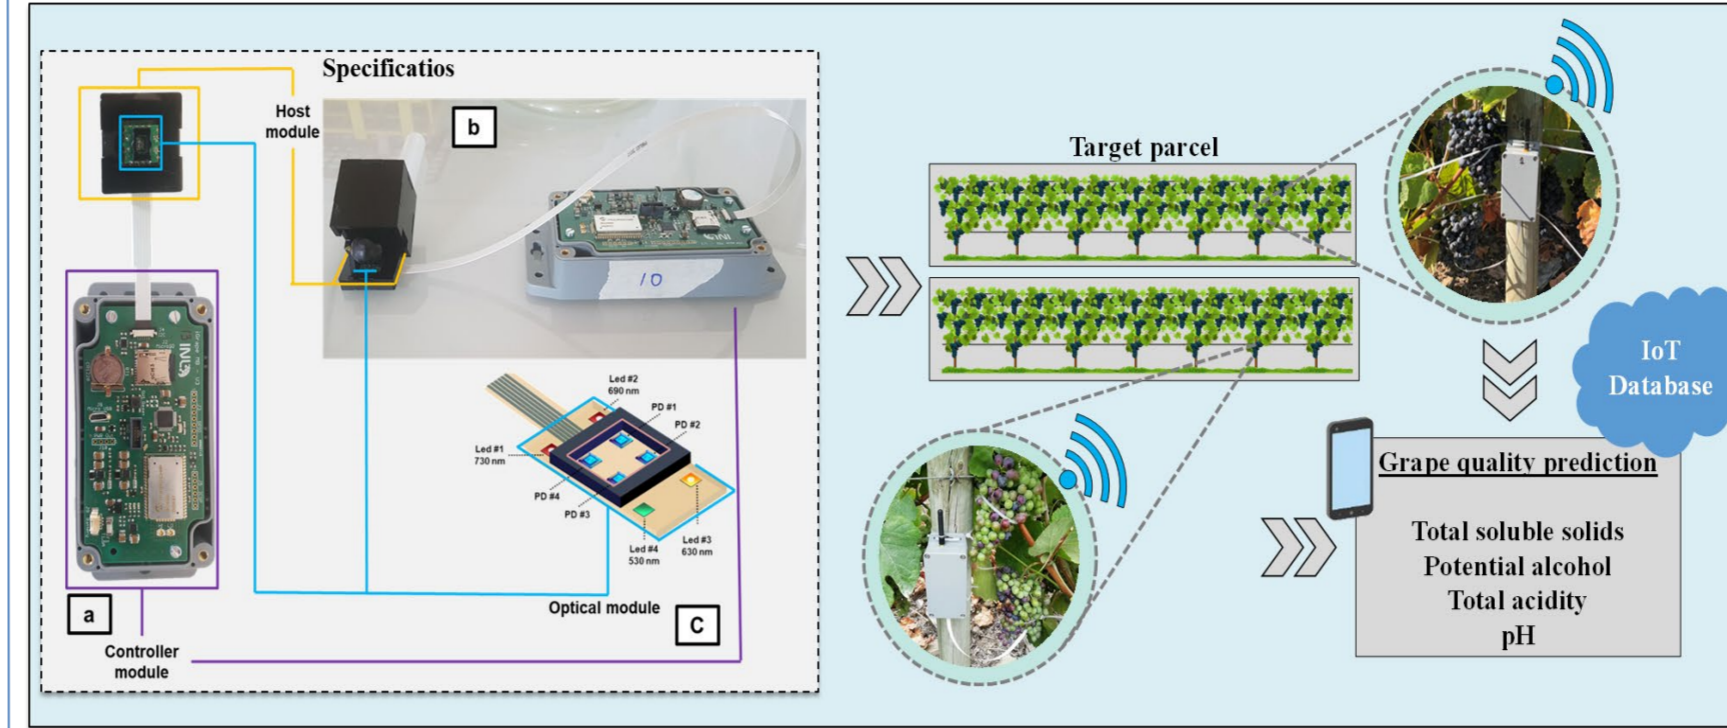 Specificatios
Host
module
b
10
INL
INL
a
Controller
module
Led #2
690 nm
PD #1
PD #2
Led #1
730 nm
PD #4
PD #3
Led #4
530 nm
Led #3
630 nm
Optical module
C
Target parcel
IoT
Database
Grape quality prediction
Total soluble solids
Potential alcohol
Total acidity
pH